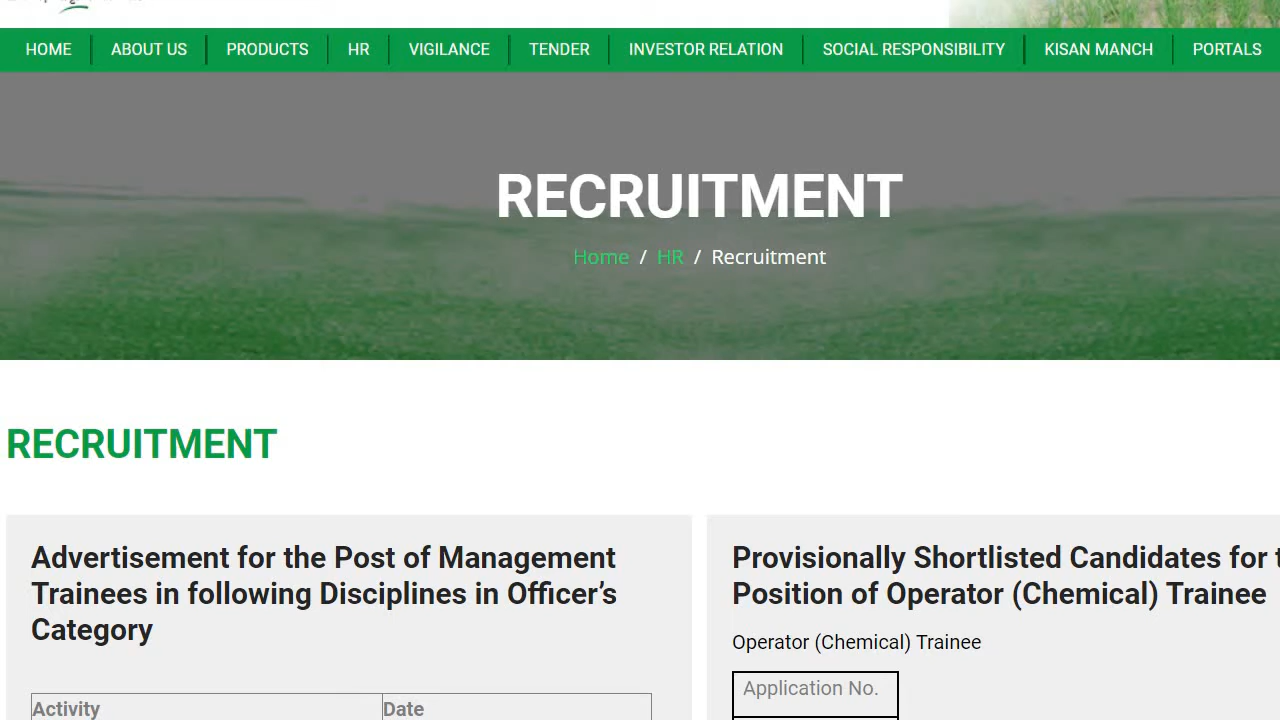 HOME ABOUT US PRODUCTS HR VIGILANCE TENDER INVESTOR RELATION SOCIAL RESPONSIBILITY KISAN MANCH PORTALS
RECRUITMENT
Home / HR / Recruitment
RECRUITMENT
Advertisement for the Post of Management
Trainees in following Disciplines in Officer’s
Category
Activity Date
Provisionally Shortlisted Candidates for
Position of Operator (Chemical) Trainee
Operator (Chemical) Trainee
Application No.